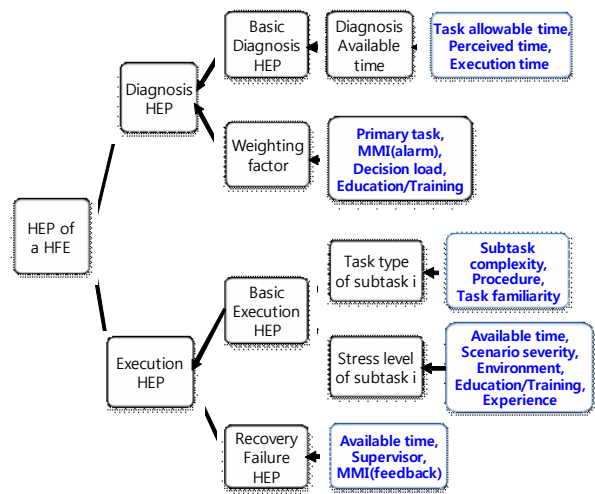 Basic
Diagnosis
HEP
Diagnosis
Available
time
Task allowable time,
Perceived time,
Execution time
Diagnosis
HEP
Weighting
factor
Primary task,
MMI(alarm),
Decision load,
Education/Training
HEP of
a HFE
Task type
of subtask i
Subtask
complexity,
Procedure,
Task familiarity
Basic
Execution
HEP
Stress level
of subtask i
Available time,
Scenario severity,
Environment,
Education/Training,
Experience
Execution
HEP
Recovery
Failure
HEP
Available time,
Supervisor,
MMI(feedback)